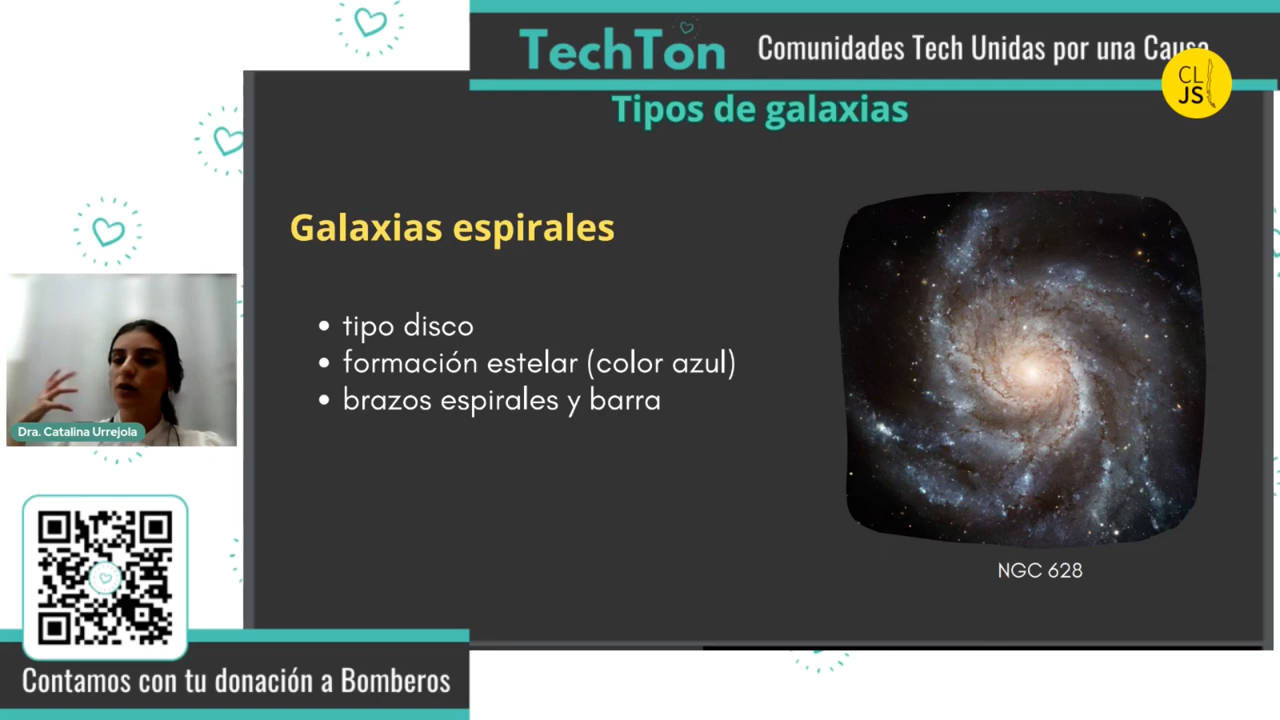 TechTon
Comunidades Tech Unidas por una Causa
CL
JS
Tipos de galaxias
Galaxias espirales
• tipo disco
• formación estelar (color azul)
• brazos espirales y barra
NGC 628
Dra. Catalina Urrejola
Contamos con tu donación a Bomberos